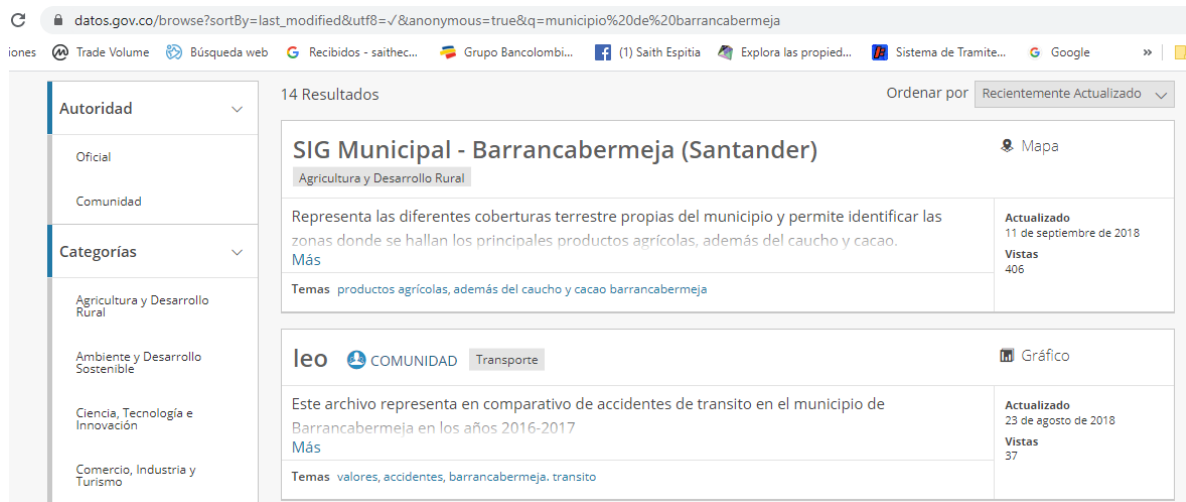 datos.gov.co/browse?sortBy=last_modified&utf8=✓&anonymous=true&q=municipio%20de%20barrancabermeja
iones Trade Volume Búsqueda web Recibidos - saithec... Grupo Bancolombi... (1) Saith Espitia Explora las propied... Sistema de Tramite... Google »
Autoridad
Oficial
Comunidad
Categorías
Agricultura y Desarrollo
Rural
Ambiente y Desarrollo
Sostenible
Ciencia, Tecnología e
Innovación
Comercio, Industria y
Turismo
14 Resultados
Ordenar por Recientemente Actualizado
SIG Municipal - Barrancabermeja (Santander)
Agricultura y Desarrollo Rural
Mapa
Representa las diferentes coberturas terrestre propias del municipio y permite identificar las
zonas donde se hallan los principales productos agrícolas, además del caucho y cacao.
Más
Temas productos agrícolas, además del caucho y cacao barrancabermeja
Actualizado
11 de septiembre de 2018
Vistas
406
leo COMUNIDAD Transporte
Gráfico
Este archivo representa en comparativo de accidentes de transito en el municipio de
Barrancabermeja en los años 2016-2017
Más
Temas valores, accidentes, barrancabermeja. transito
Actualizado
23 de agosto de 2018
Vistas
37